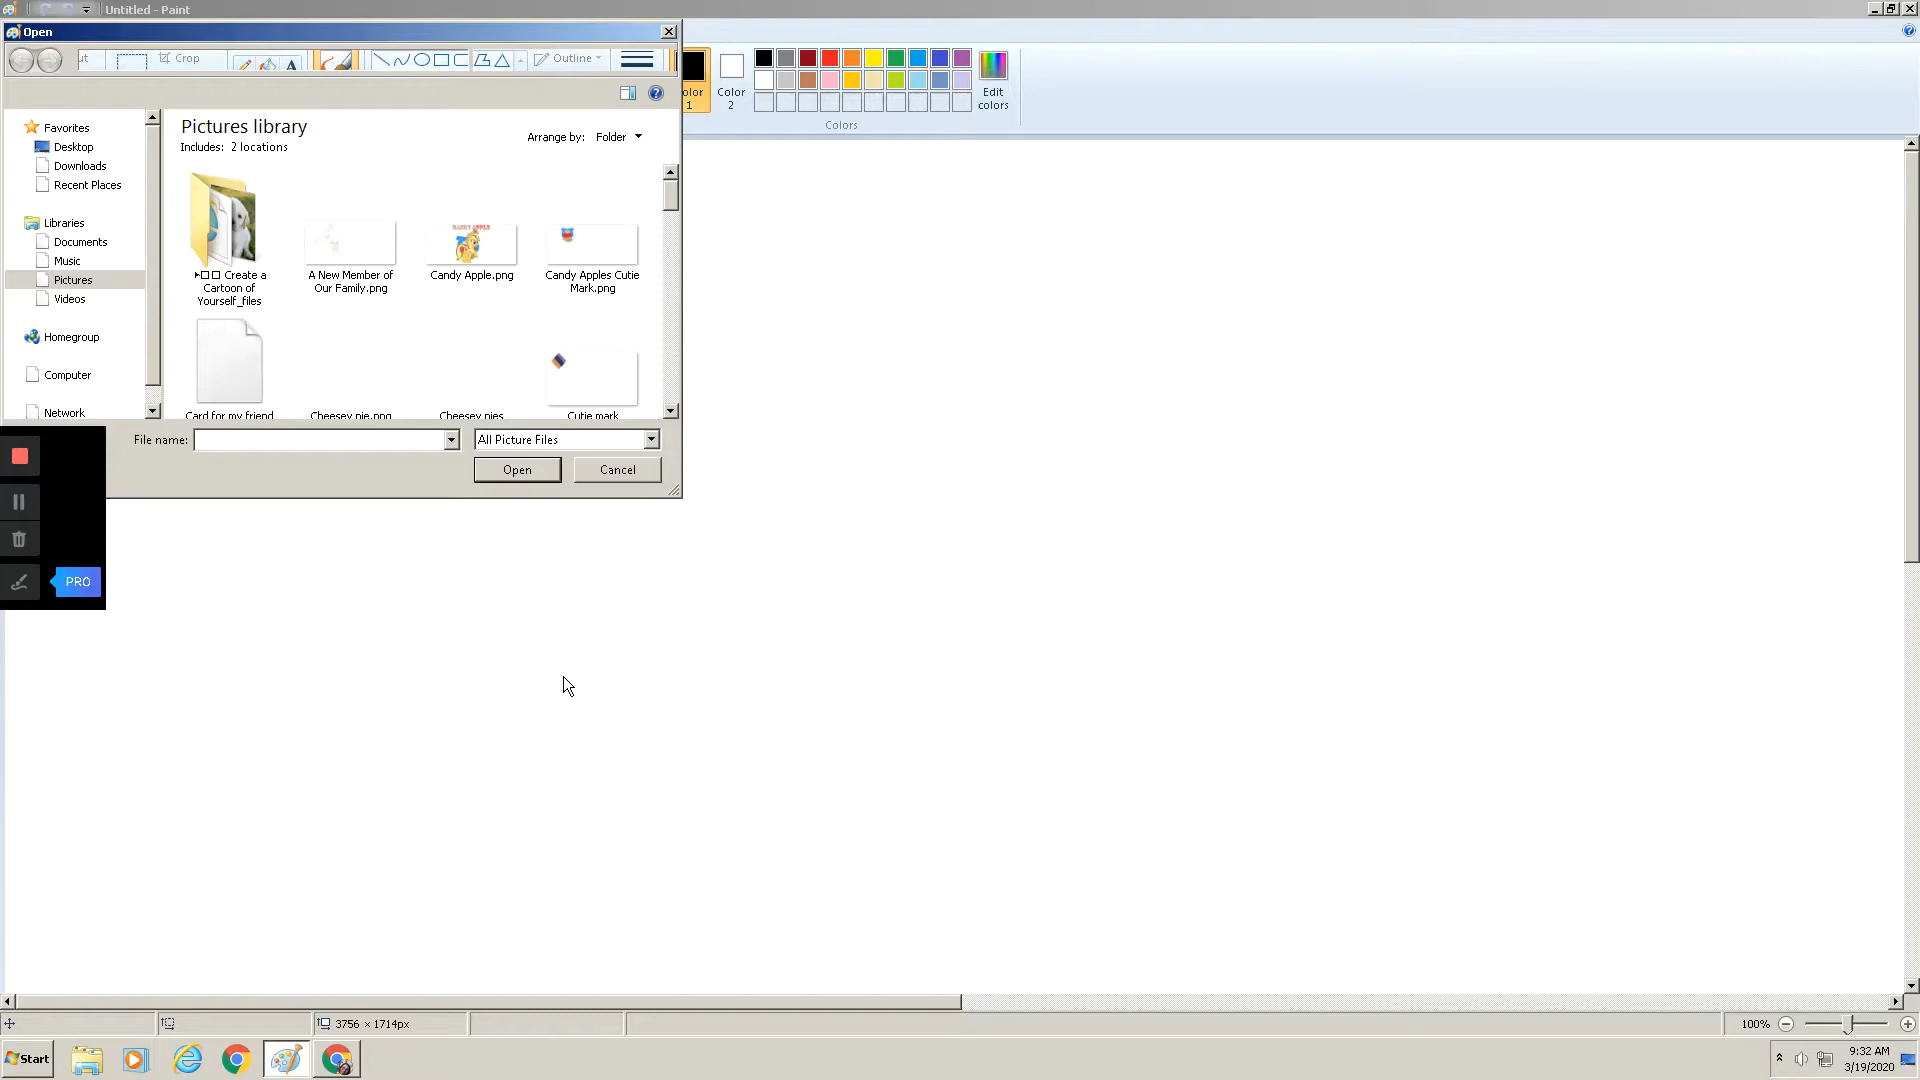 Untitled - Paint
Open
ut
Crop
Outline
olor
1
Color
2
Edit
colors
Colors
Favorites
Desktop
Downloads
Recent Places
Libraries
Documents
Music
Pictures
Videos
Homegroup
Computer
Network
Pictures library
Includes: 2 locations
Arrange by: Folder
Create a
Cartoon of
Yourself_files
A New Member of
Our Family.png
Candy Apple.png
Candy Apples Cutie
Mark.png
Card for my friend
Cheesey pie.png
Cheesey pies
Cutie mark
File name:
All Picture Files
Open
Cancel
PRO
3756 × 1714px
100%
Start
9:32 AM
3/19/2020